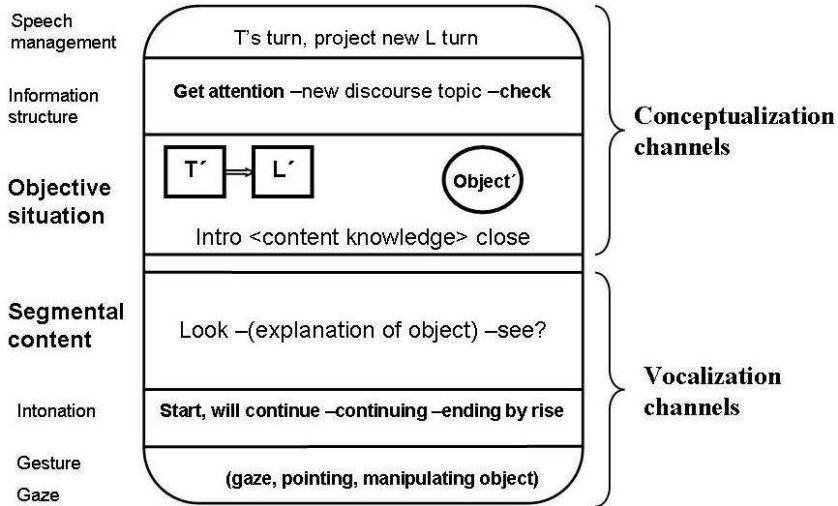 Speech
management
T's turn, project new L turn
Information
structure
Get attention –new discourse topic –check
Conceptualization
channels
Objective
situation
T´
L´
Object´
Intro <content knowledge> close
Segmental
content
Look –(explanation of object) –see?
Vocalization
channels
Intonation
Start, will continue –continuing –ending by rise
Gesture
Gaze
(gaze, pointing, manipulating object)